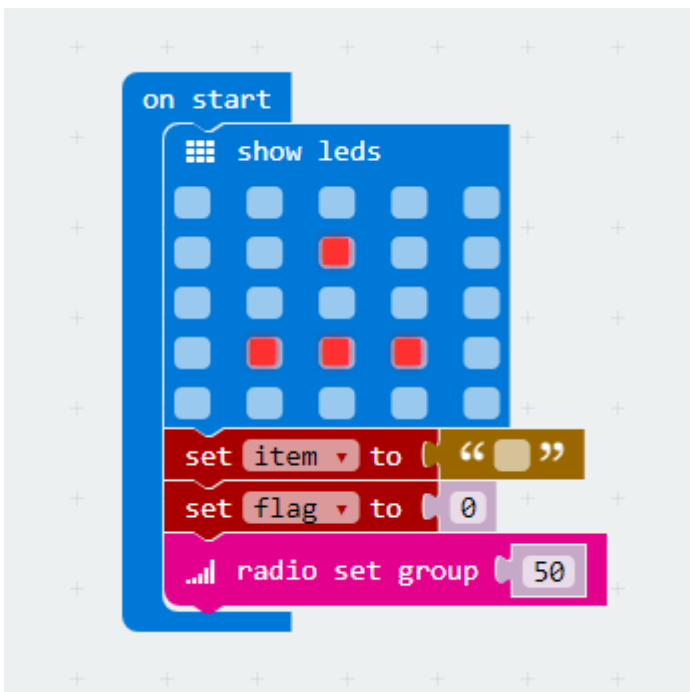 on start
show leds
set item to “ ”
set flag to 0
radio set group 50